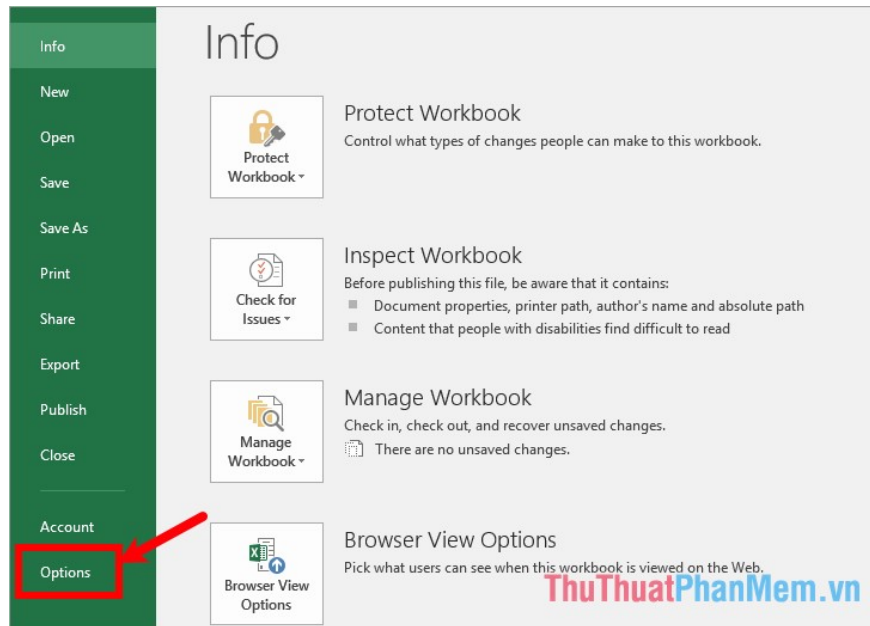 Info
New
Open
Save
Save As
Print
Share
Export
Publish
Close
Account
Options
Info
Protect
Workbook
Protect Workbook
Control what types of changes people can make to this workbook.
Check for
Issues
Inspect Workbook
Before publishing this file, be aware that it contains:
Document properties, printer path, author's name and absolute path
Content that people with disabilities find difficult to read
Manage
Workbook
Manage Workbook
Check in, check out, and recover unsaved changes.
There are no unsaved changes.
Browser View
Options
Browser View Options
Pick what users can see when this workbook is viewed on the Web.
ThuThuatPhanMem.vn